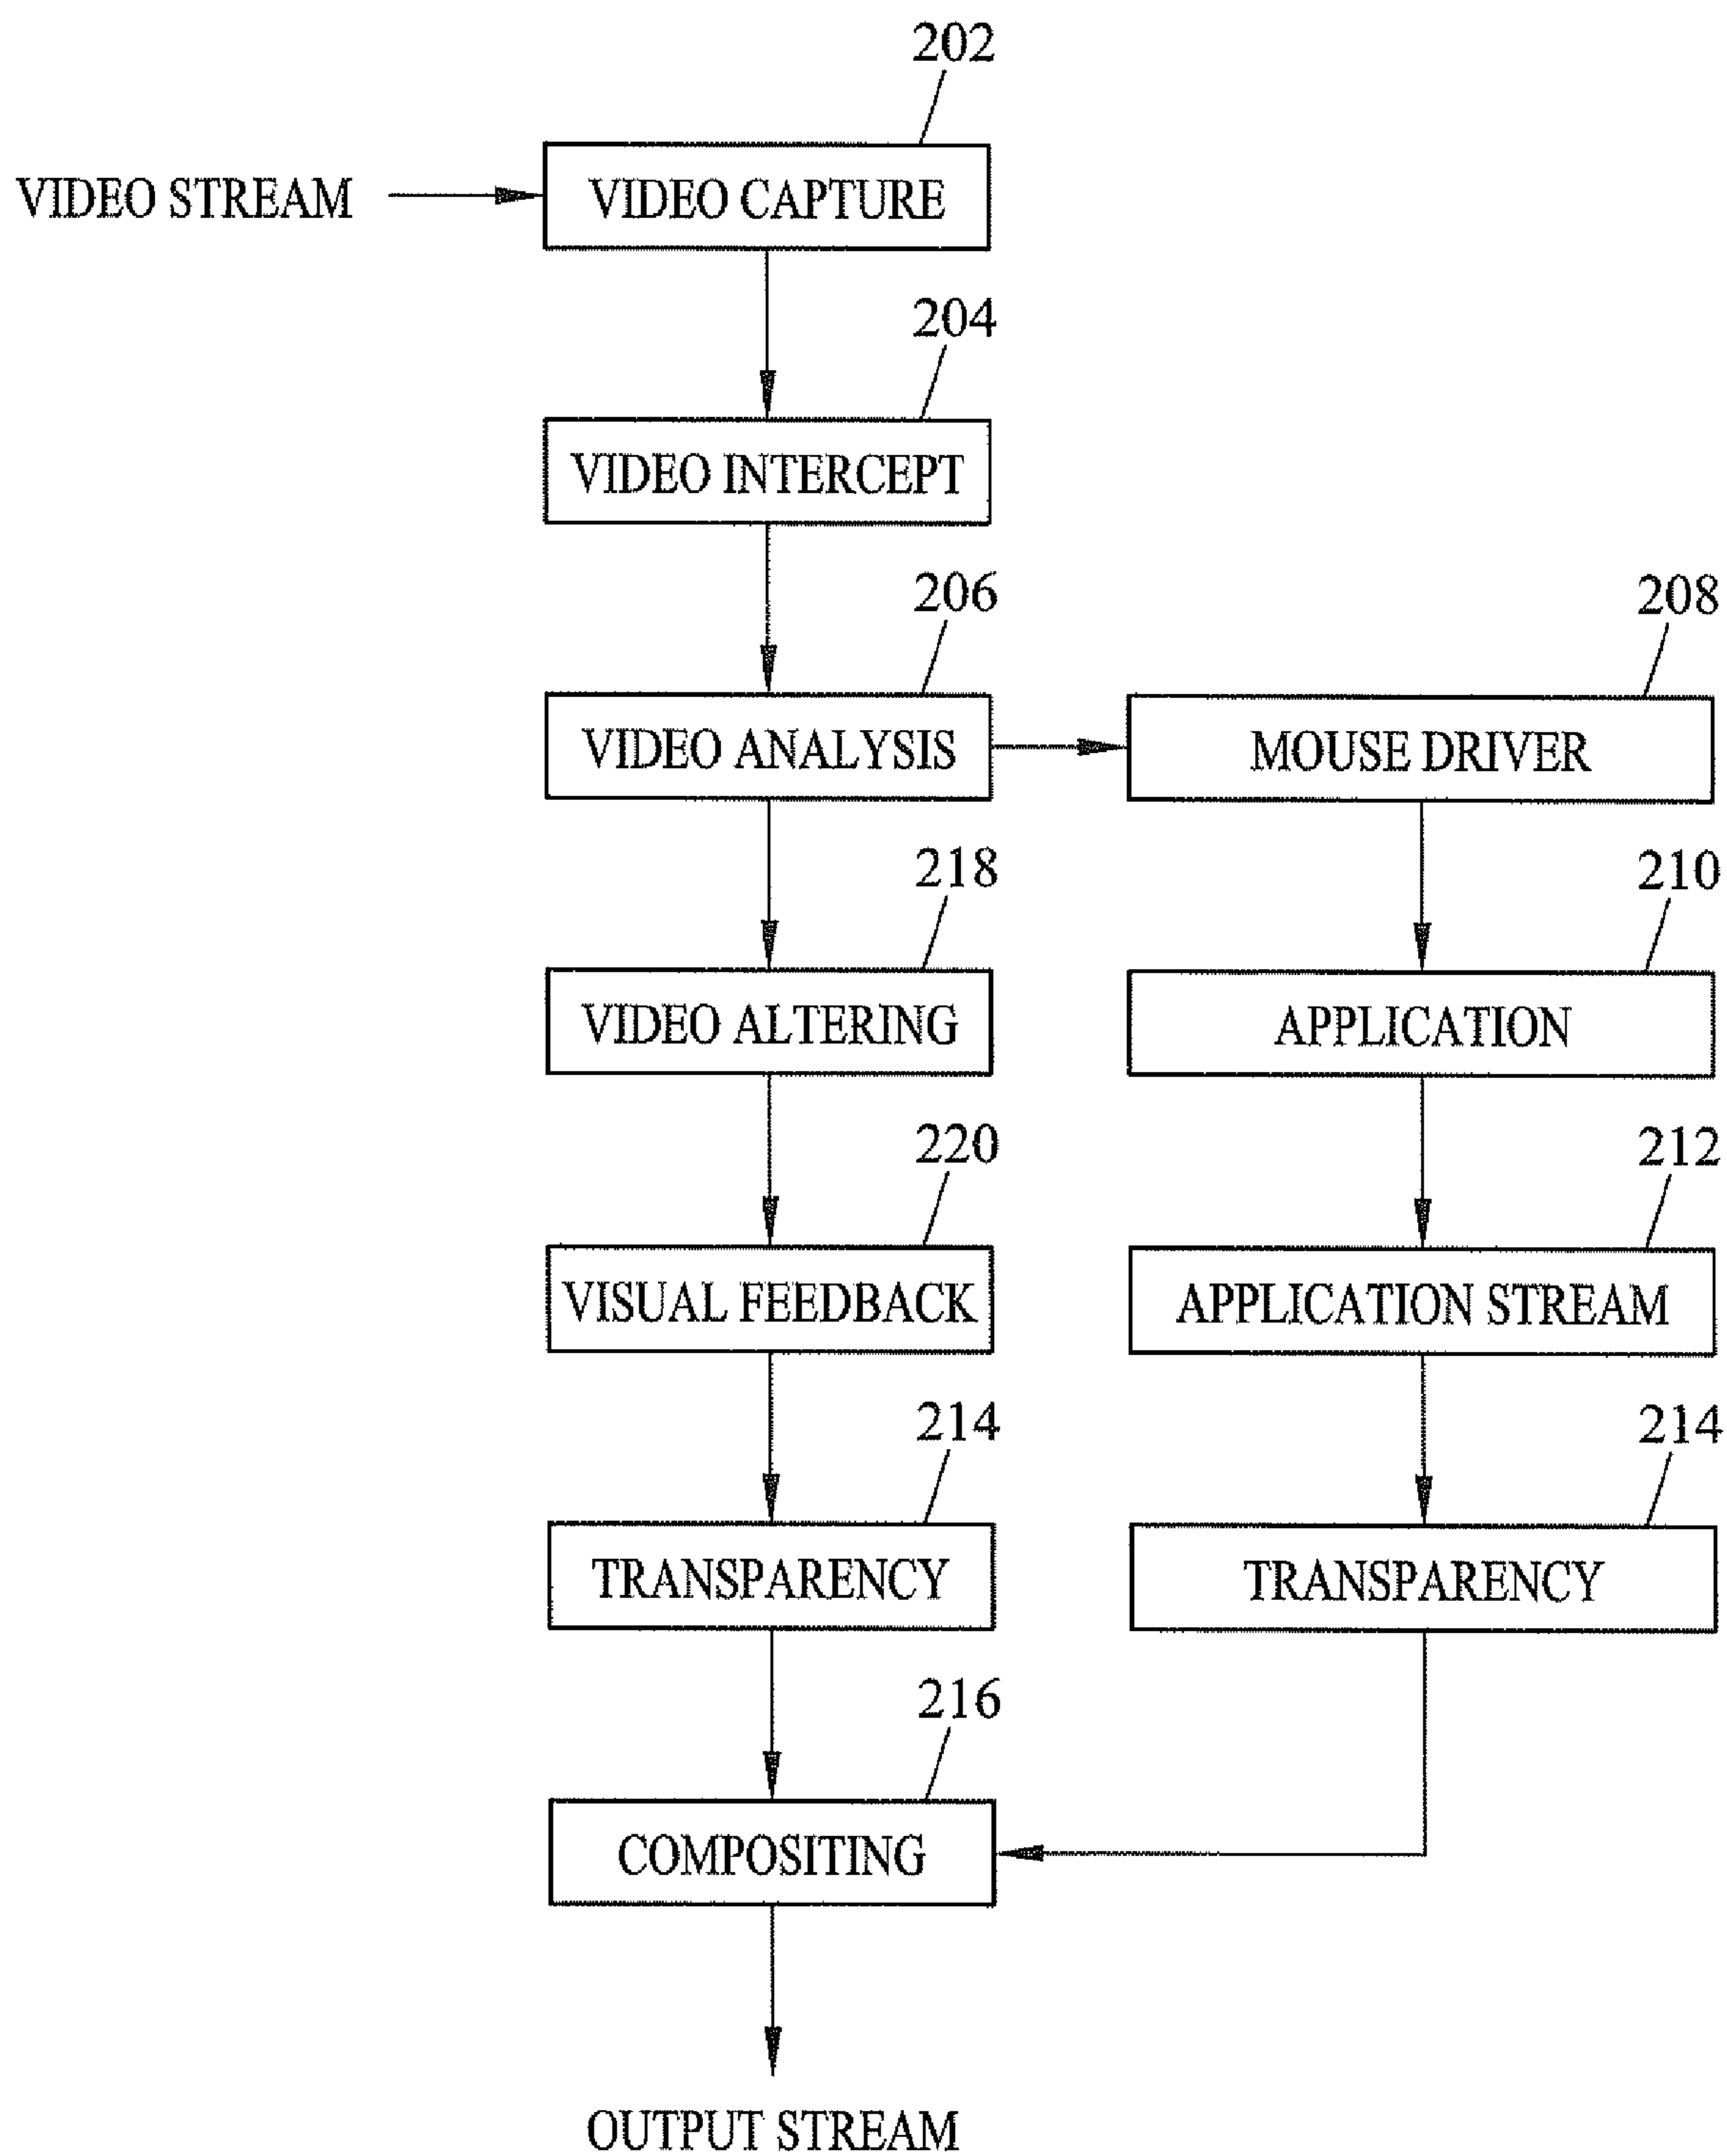 202
VIDEO STREAM
VIDEO CAPTURE
204
VIDEO INTERCEPT
206
208
VIDEO ANALYSIS
MOUSE DRIVER
218
210
VIDEO ALTERING
APPLICATION
220
212
VISUAL FEEDBACK
APPLICATION STREAM
214
214
TRANSPARENCY
TRANSPARENCY
216
COMPOSITING
OUTPUT STREAM